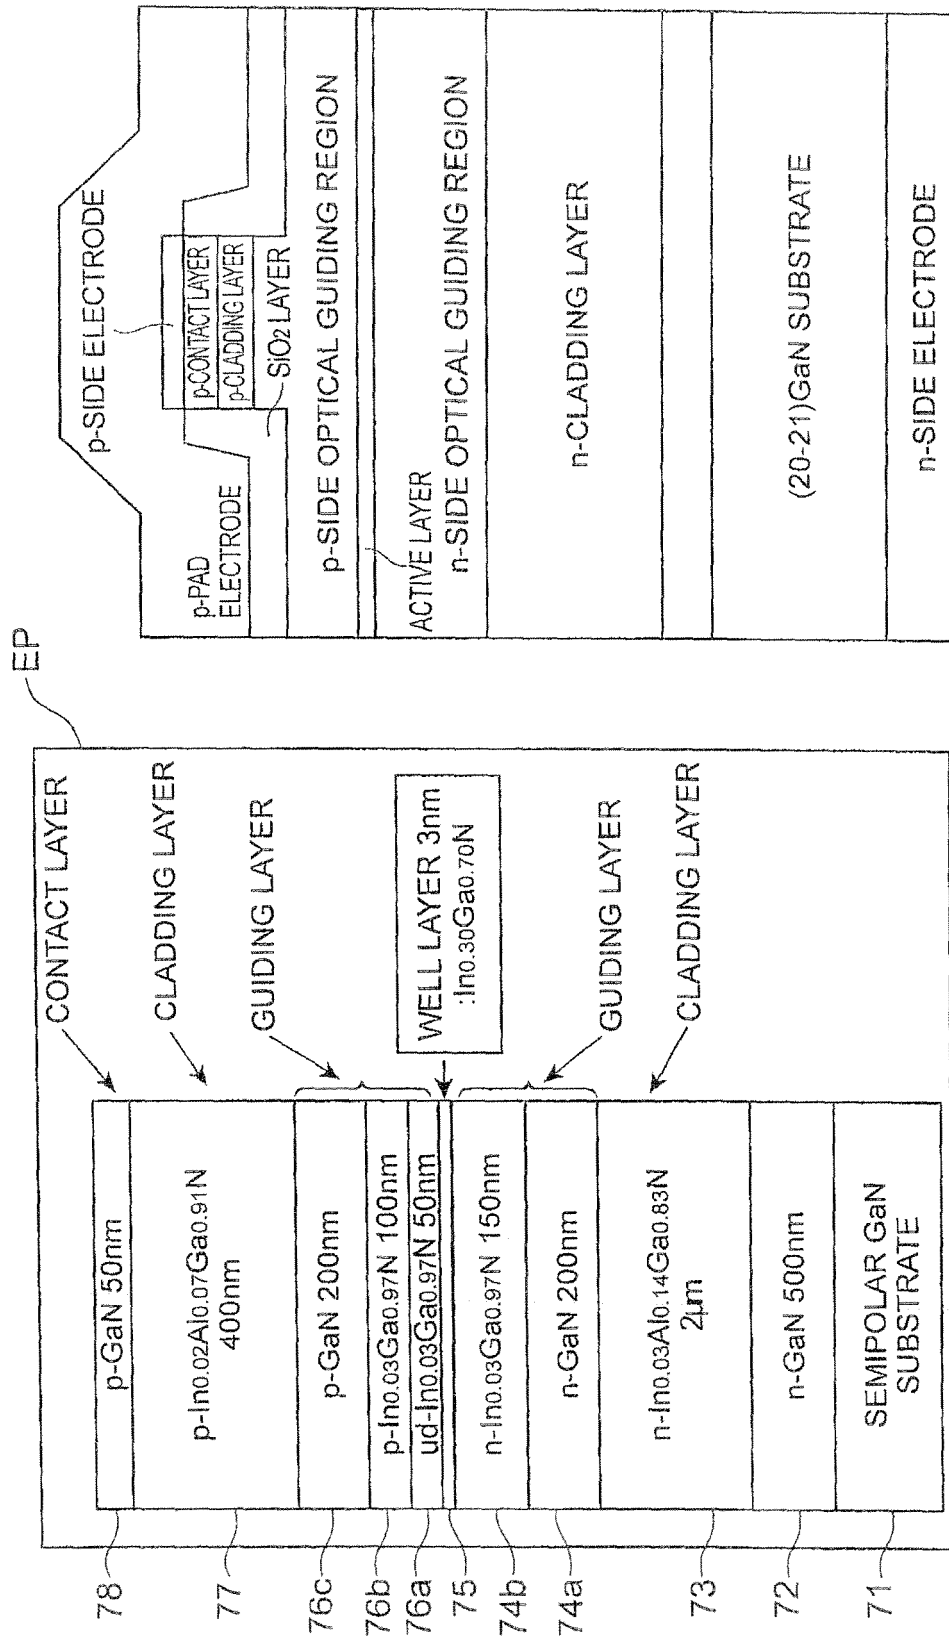 EP
78
77
76c
76b
76a
75
74b
74a
73
72
71
p-GaN 50nm
p-In0.02Al0.07Ga0.91N
400nm
p-GaN 200nm
p-In0.03Ga0.97N 100nm
ud-In0.03Ga0.97N 50nm
n-In0.03Ga0.97N 150nm
n-GaN 200nm
n-In0.03Al0.14Ga0.83N
2μm
n-GaN 500nm
SEMIPOLAR GaN
SUBSTRATE
CONTACT LAYER
CLADDING LAYER
GUIDING LAYER
WELL LAYER 3nm
:In0.30Ga0.70N
GUIDING LAYER
CLADDING LAYER
p-SIDE ELECTRODE
p-PAD
ELECTRODE
p-CONTACT LAYER
p-CLADDING LAYER
SiO2 LAYER
p-SIDE OPTICAL GUIDING REGION
ACTIVE LAYER
n-SIDE OPTICAL GUIDING REGION
n-CLADDING LAYER
(20-21)GaN SUBSTRATE
n-SIDE ELECTRODE